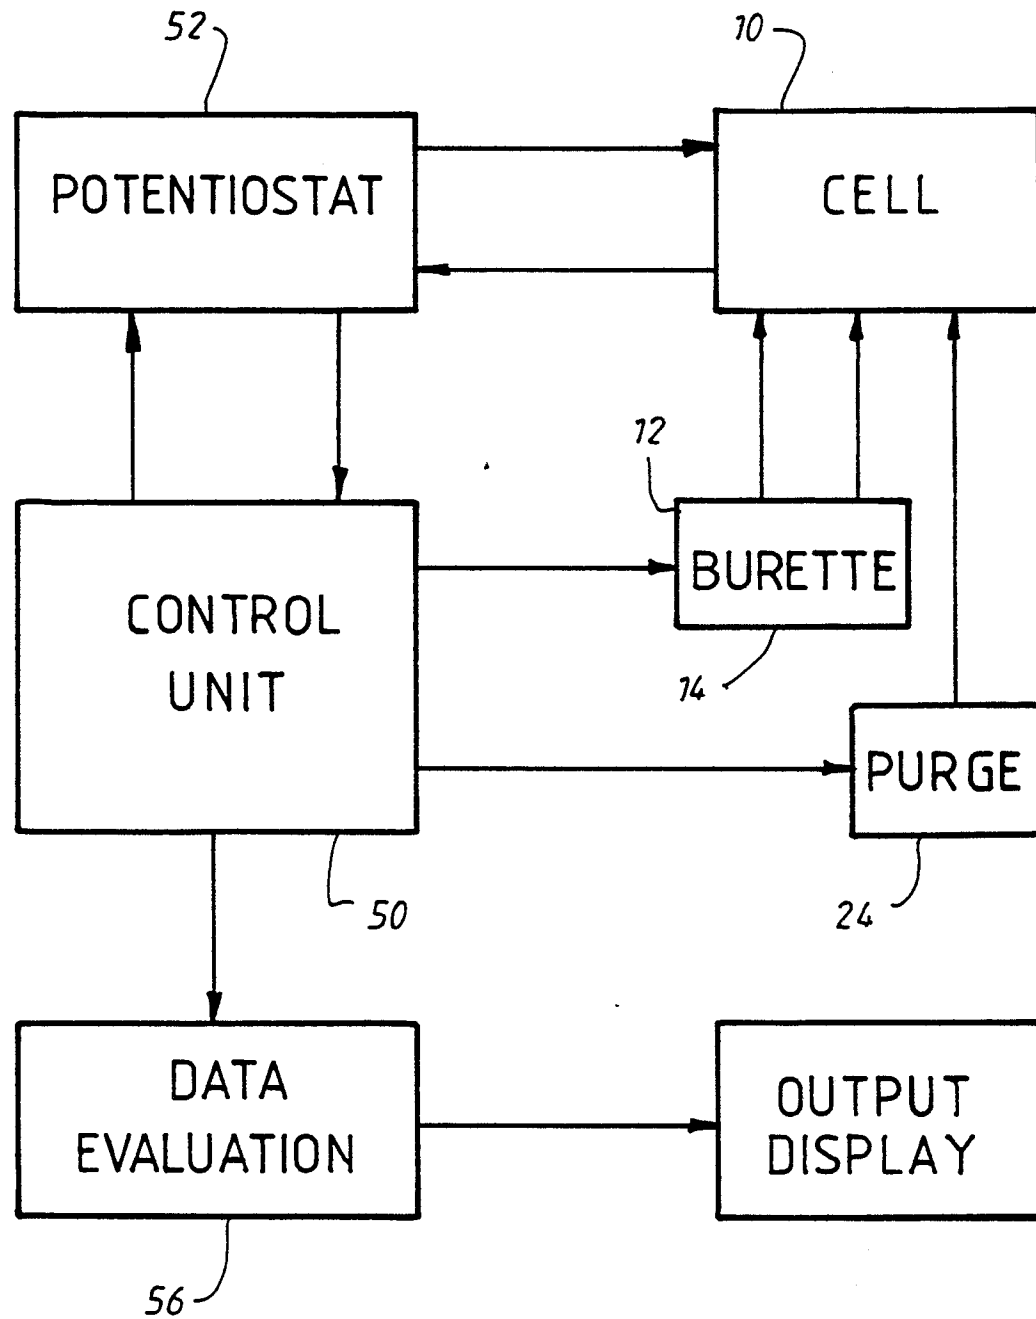 52
10
POTENTIOSTAT
CELL
12
BURETTE
CONTROL
UNIT
14
PURGE
50
24
DATA
EVALUATION
OUTPUT
DISPLAY
56